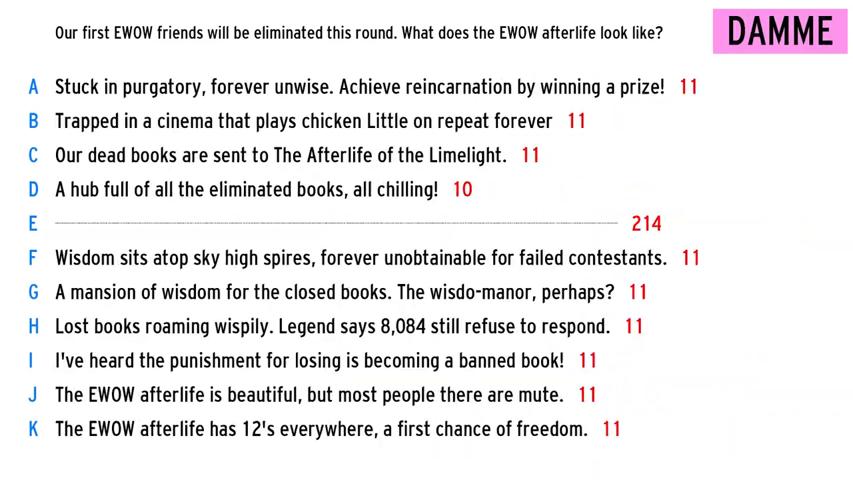 Our first EWOW friends will be eliminated this round. What does the EWOW afterlife look like?
DAMME
A Stuck in purgatory, forever unwise. Achieve reincarnation by winning a prize! 11
B Trapped in a cinema that plays chicken Little on repeat forever 11
C Our dead books are sent to The Afterlife of the Limelight. 11
D A hub full of all the eliminated books, all chilling! 10
E 214
F Wisdom sits atop sky high spires, forever unobtainable for failed contestants. 11
G A mansion of wisdom for the closed books. The wisdo-manor, perhaps? 11
H Lost books roaming wispily. Legend says 8,084 still refuse to respond. 11
I I've heard the punishment for losing is becoming a banned book! 11
J The EWOW afterlife is beautiful, but most people there are mute. 11
K The EWOW afterlife has 12's everywhere, a first chance of freedom. 11